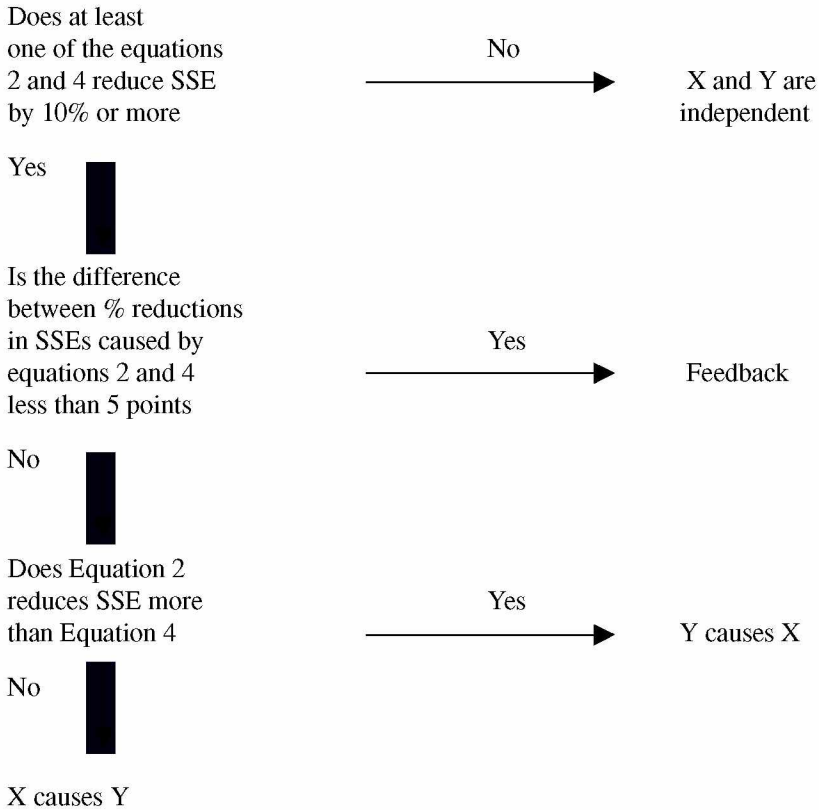 Does at least
one of the equations
2 and 4 reduce SSE
by 10% or more
No
X and Y are
independent
Yes
Is the difference
between % reductions
in SSEs caused by
equations 2 and 4
less than 5 points
Yes
Feedback
No
Does Equation 2
reduces SSE more
than Equation 4
Yes
Y causes X
No
X causes Y